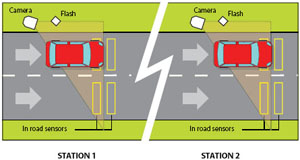 Camera
Flash
In road sensors
STATION 1
Camera
Flash
In road sensors
STATION 2